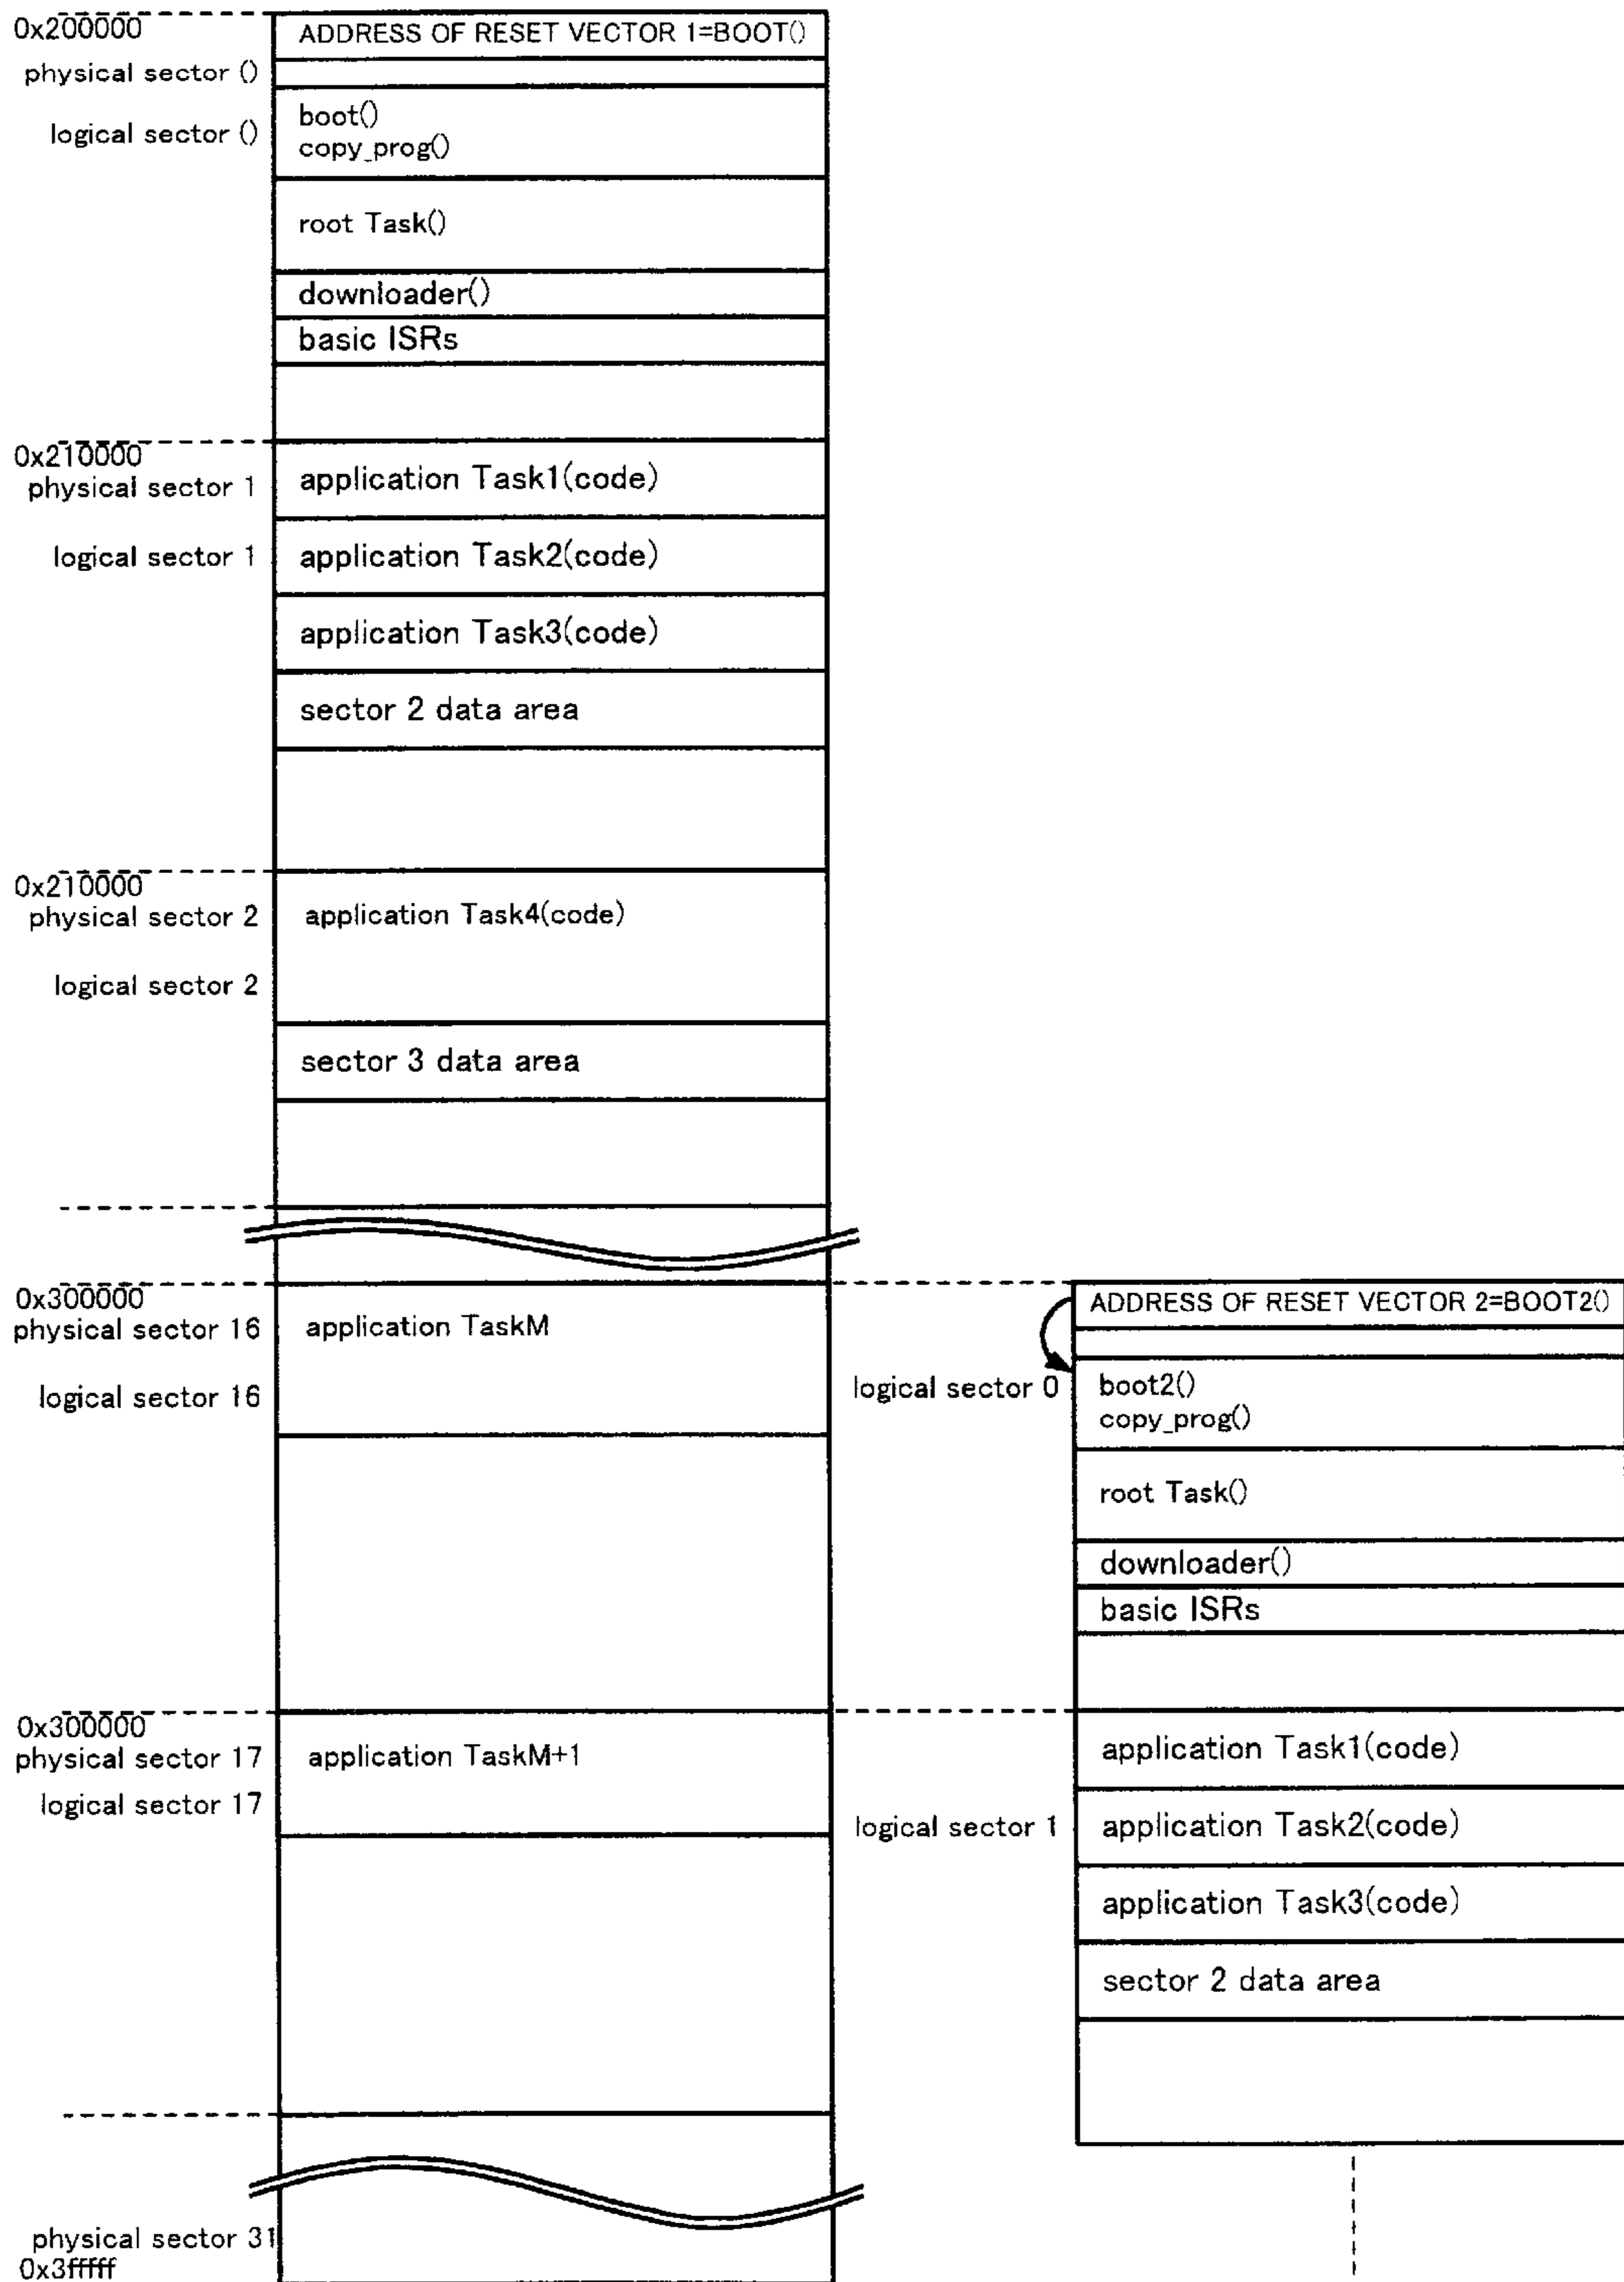 0x200000
ADDRESS OF RESET VECTOR 1=BOOT()
physical sector ()
logical sector ()
boot()
copy_prog()
root Task()
downloader()
basic ISRs
0x210000
physical sector 1
application Task1(code)
logical sector 1
application Task2(code)
application Task3(code)
sector 2 data area
0x210000
physical sector 2
application Task4(code)
logical sector 2
sector 3 data area
0x300000
physical sector 16
application TaskM
logical sector 16
ADDRESS OF RESET VECTOR 2=BOOT2()
logical sector 0
boot2()
copy_prog()
root Task()
downloader()
basic ISRs
0x300000
physical sector 17
application TaskM+1
logical sector 17
application Task1(code)
logical sector 1
application Task2(code)
application Task3(code)
sector 2 data area
physical sector 31
0x3fffff